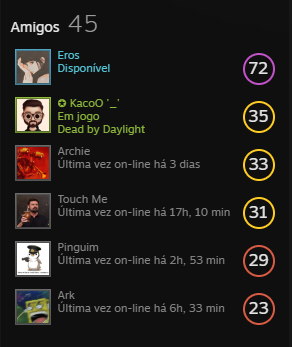 Amigos 45
Eros
Disponível
72
✪ KacoO '_'
Em jogo
Dead by Daylight
35
Archie
Última vez on-line há 3 dias
33
Touch Me
Última vez on-line há 17h, 10 min
31
Pinguim
Última vez on-line há 2h, 53 min
29
Ark
Última vez on-line há 6h, 33 min
23